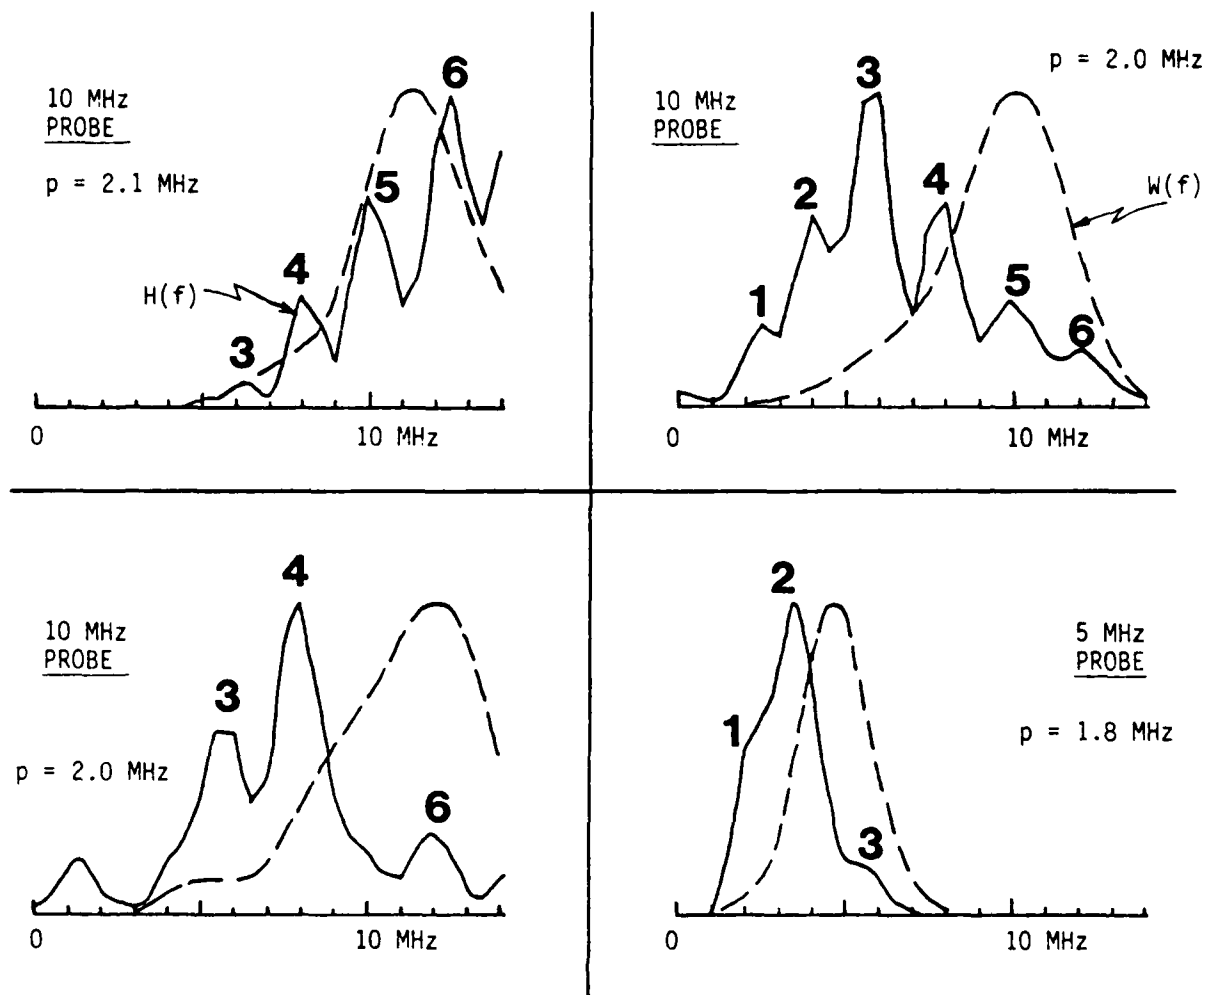 10 MHz
PROBE
p = 2.1 MHz
H(f)
3
4
5
6
0
10 MHz
10 MHz
PROBE
p = 2.0 MHz
W(f)
1
2
3
4
5
6
0
10 MHz
10 MHz
PROBE
p = 2.0 MHz
3
4
6
0
10 MHz
5 MHz
PROBE
p = 1.8 MHz
1
2
3
0
10 MHz